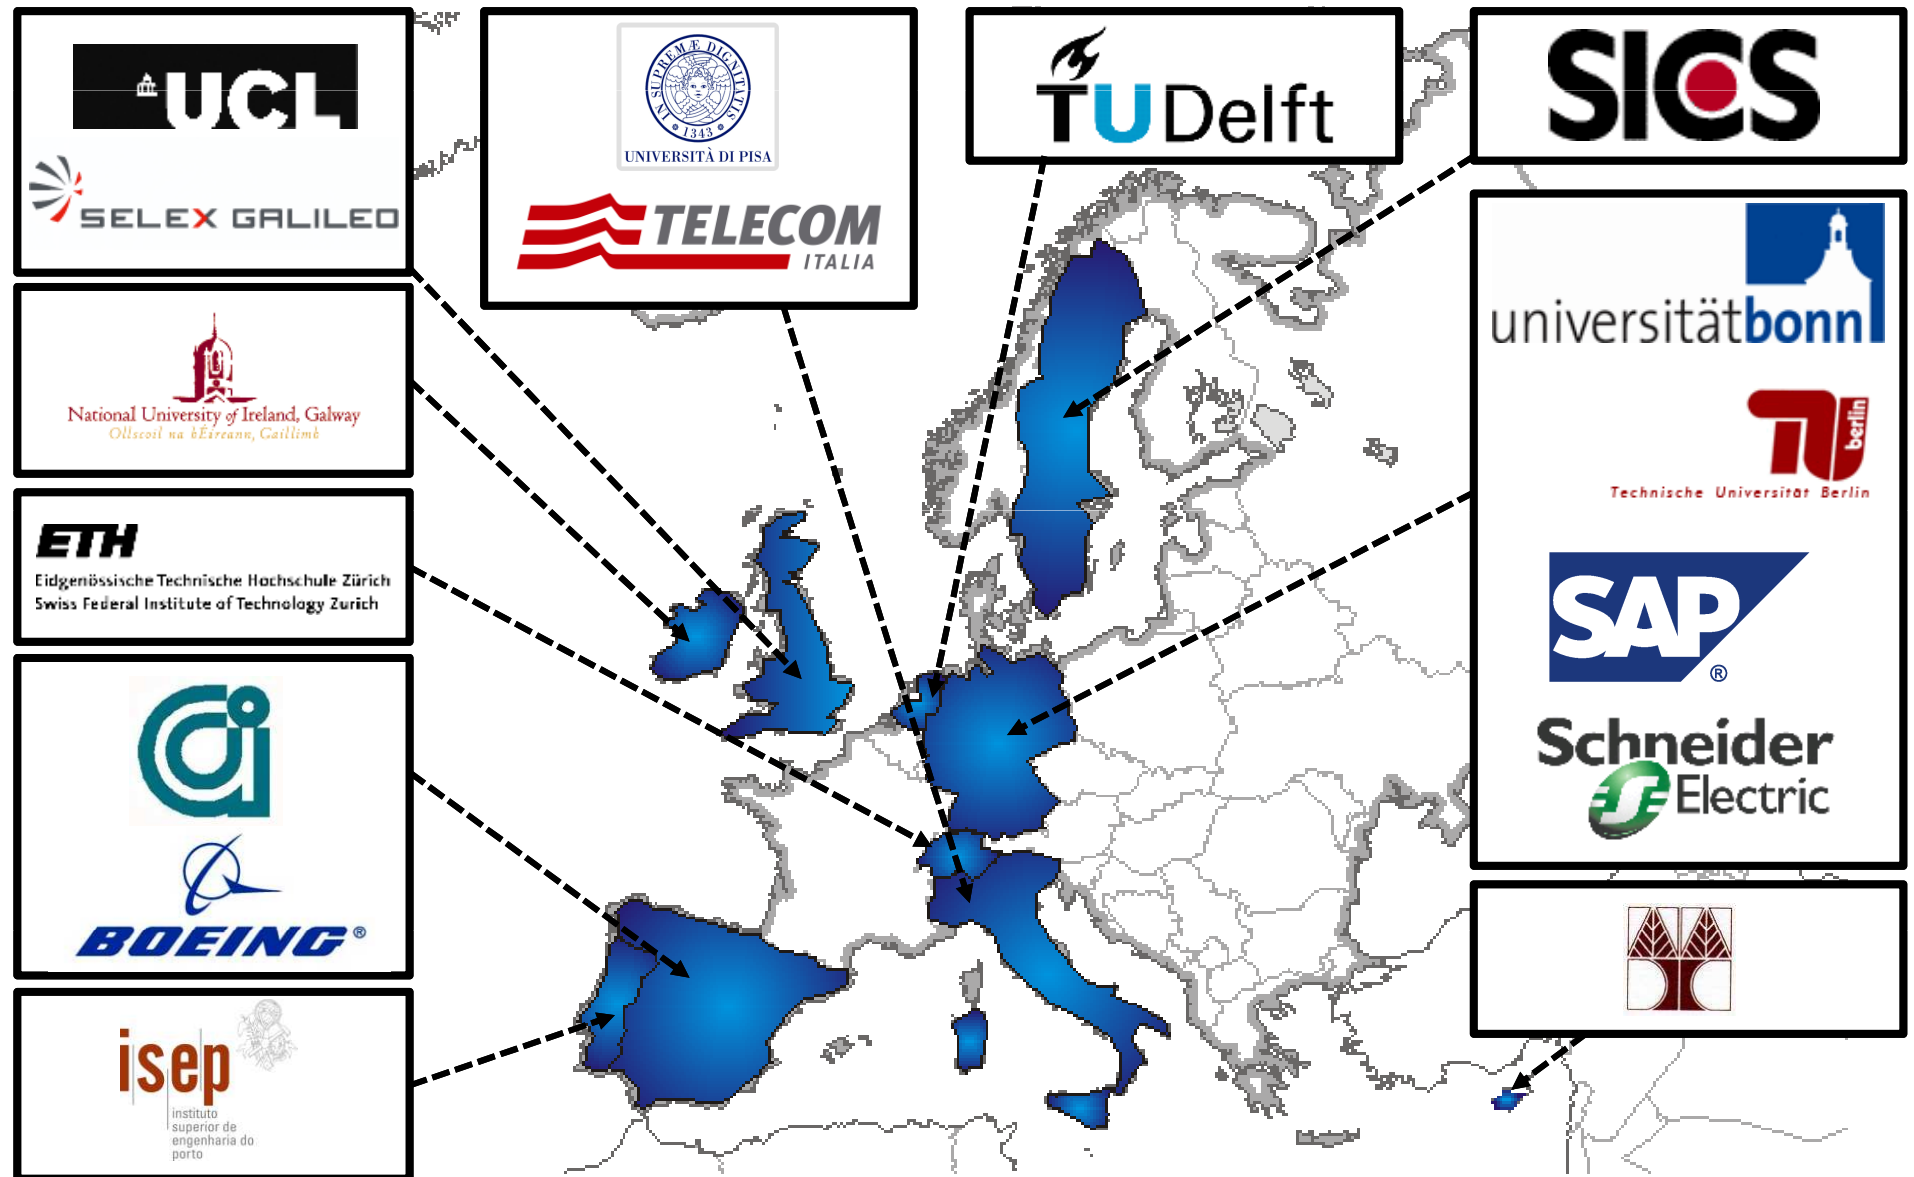 UCL
SELEX GALILEO
IN SUPREMÆ DIGNITATIS
1343
UNIVERSITÀ DI PISA
TELECOM
ITALIA
TU Delft
SICS
National University of Ireland, Galway
Ollscoil na hÉireann, Gaillimh
universitätbonn
berlin
Technische Universität Berlin
ETH
Eidgenössische Technische Hochschule Zürich
Swiss Federal Institute of Technology Zurich
SAP
®
Schneider
Electric
BOEING®
isep
instituto
superior de
engenharia do
porto